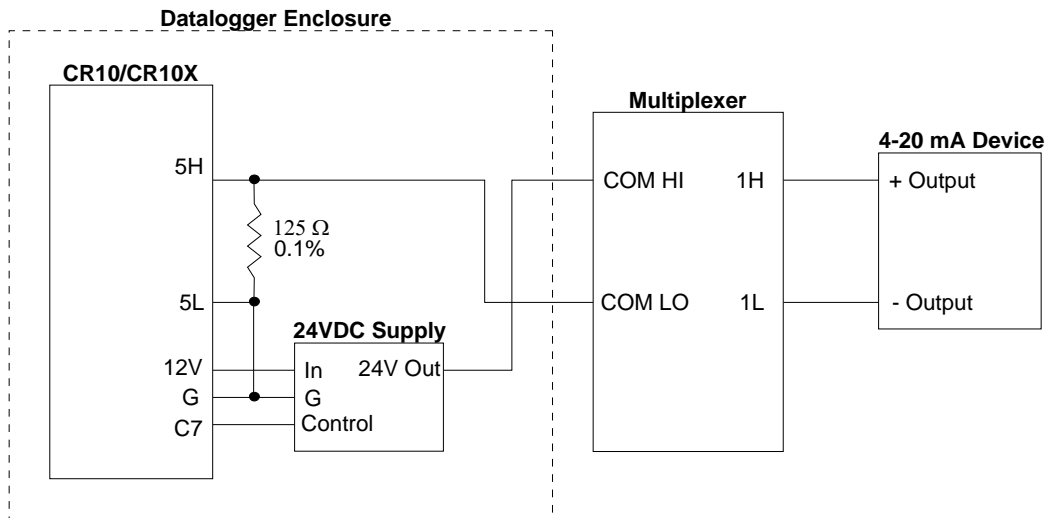 Datalogger Enclosure
CR10/CR10X
5H
125 Ω
0.1%
5L
12V
G
C7
24VDC Supply
In
24V Out
G
Control
Multiplexer
COM HI
1H
COM LO
1L
4-20 mA Device
+ Output
- Output